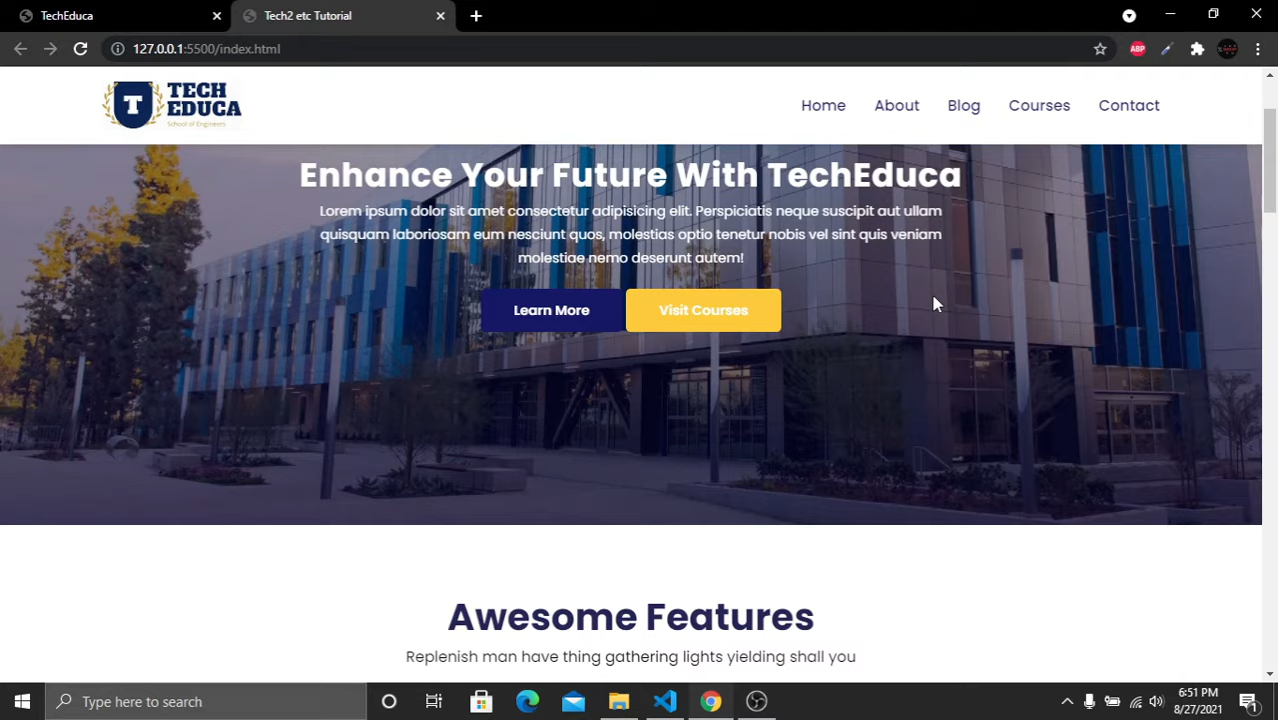 TechEduca
Tech2 etc Tutorial
127.0.0.1:5500/index.html
ABP
T
TECH
EDUCA
School of Engineers
Home About Blog Courses Contact
Enhance Your Future With TechEduca
Lorem ipsum dolor sit amet consectetur adipisicing elit. Perspiciatis neque suscipit aut ullam
quisquam laboriosam eum nesciunt quos, molestias optio tenetur nobis vel sint quis veniam
molestiae nemo deserunt autem!
Learn More Visit Courses
Awesome Features
Replenish man have thing gathering lights yielding shall you
Type here to search
6:51 PM
8/27/2021
1